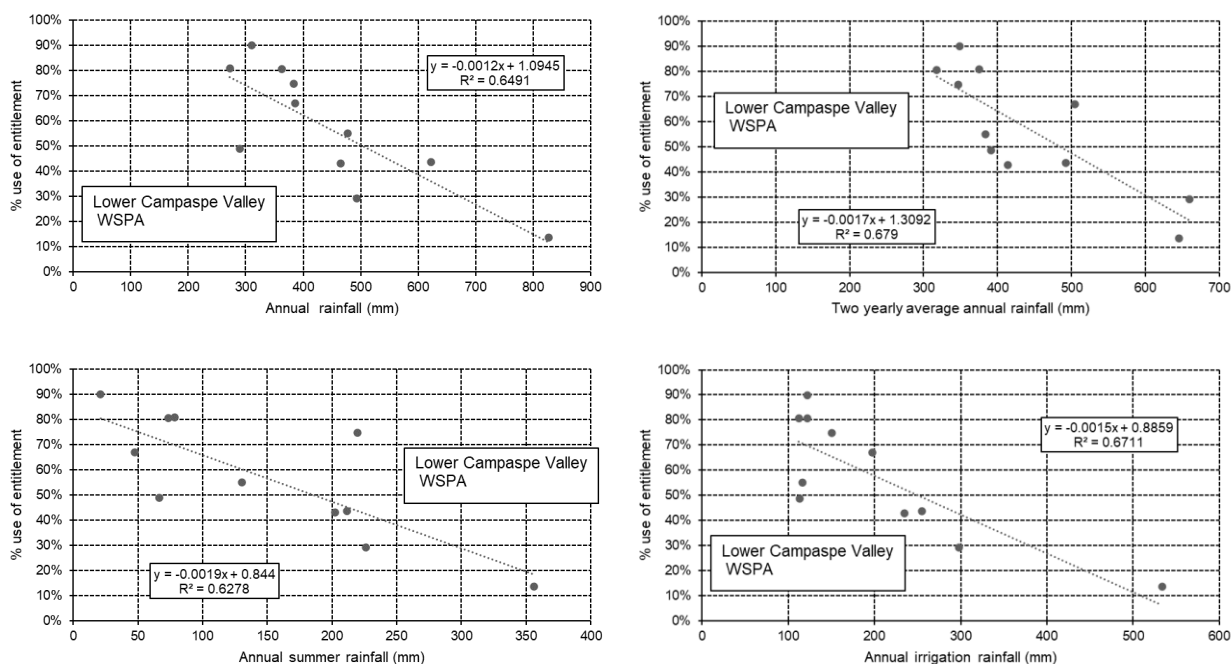 100%
90%
80%
70%
60%
50%
40%
30%
20%
10%
0%
% use of entitlement
y = -0.0012x + 1.0945
R² = 0.6491
Lower Campaspe Valley
WSPA
0 100 200 300 400 500 600 700 800 900
Annual rainfall (mm)
100%
90%
80%
70%
60%
50%
40%
30%
20%
10%
0%
% use of entitlement
Lower Campaspe Valley
WSPA
y = -0.0017x + 1.3092
R² = 0.679
0 100 200 300 400 500 600 700
Two yearly average annual rainfall (mm)
100%
90%
80%
70%
60%
50%
40%
30%
20%
10%
0%
% use of entitlement
Lower Campaspe Valley
WSPA
y = -0.0019x + 0.844
R² = 0.6278
0 50 100 150 200 250 300 350 400
Annual summer rainfall (mm)
100%
90%
80%
70%
60%
50%
40%
30%
20%
10%
0%
% use of entitlement
y = -0.0015x + 0.8859
R² = 0.6711
Lower Campaspe Valley
WSPA
0 100 200 300 400 500 600
Annual irrigation rainfall (mm)